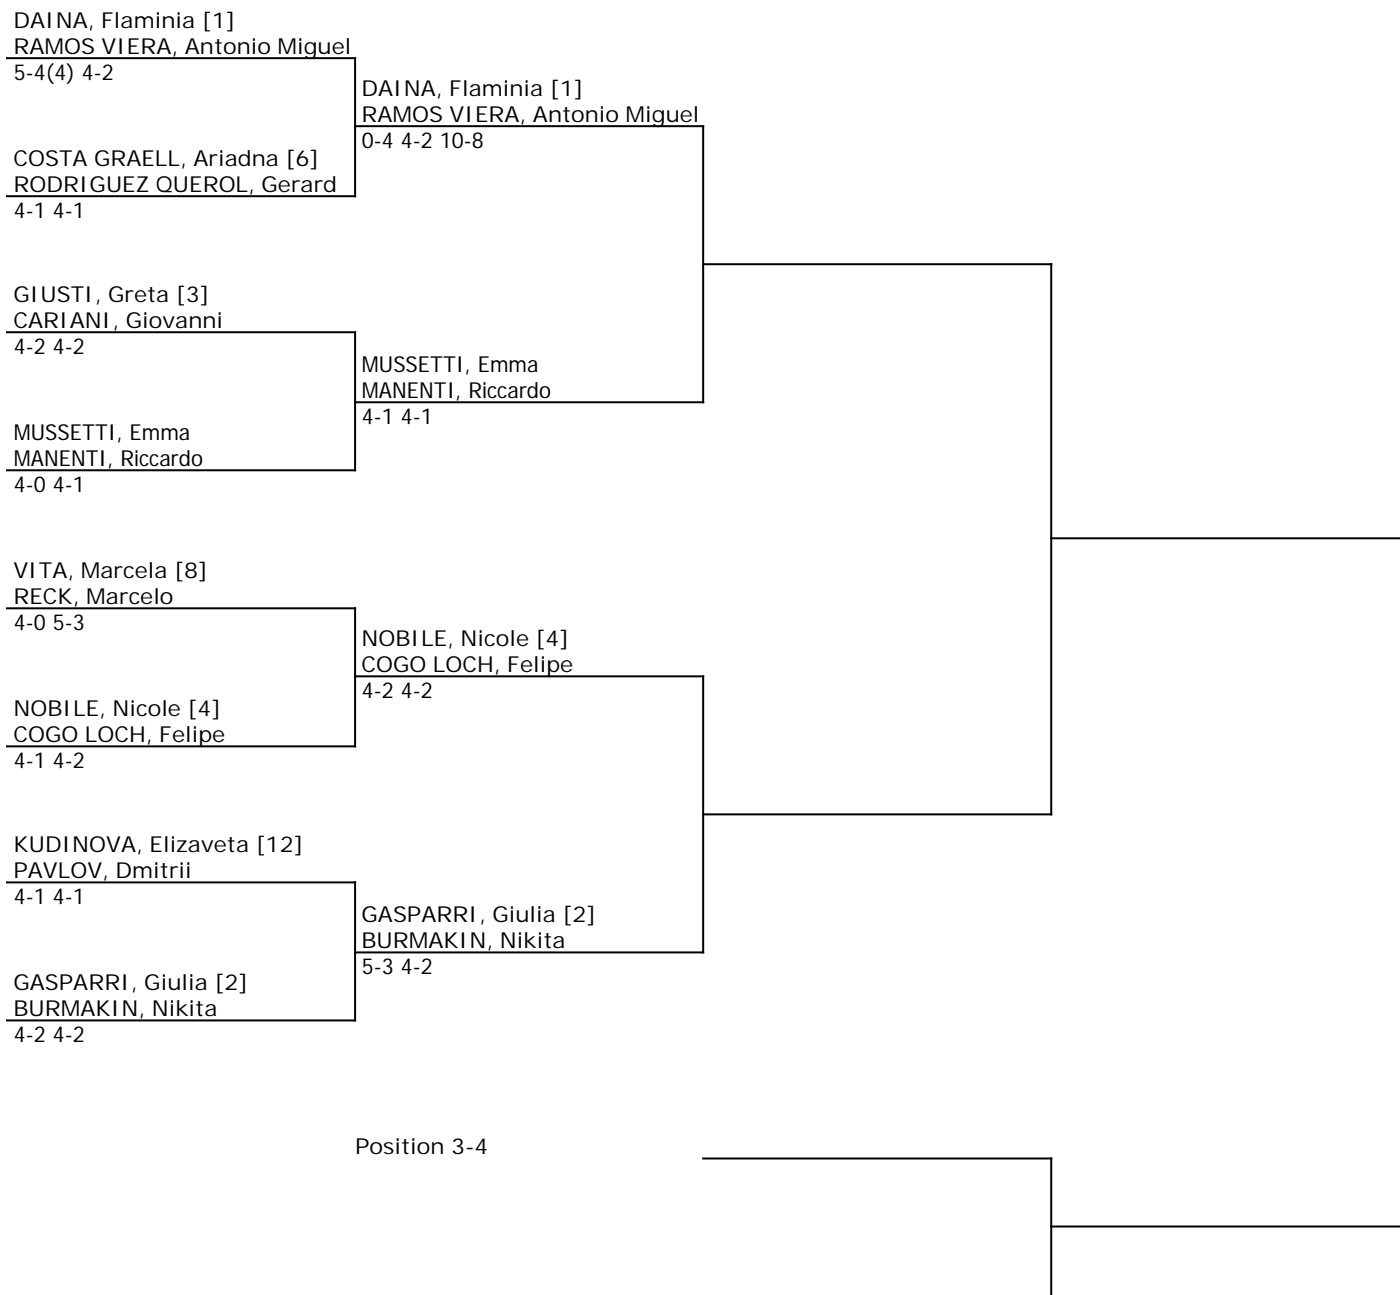 DAINA, Flaminia [1]
RAMOS VIERA, Antonio Miguel
5-4(4) 4-2
DAINA, Flaminia [1]
RAMOS VIERA, Antonio Miguel
0-4 4-2 10-8
COSTA GRAELL, Ariadna [6]
RODRIGUEZ QUEROL, Gerard
4-1 4-1
GIUSTI, Greta [3]
CARIANI, Giovanni
4-2 4-2
MUSSETTI, Emma
MANENTI, Riccardo
4-1 4-1
MUSSETTI, Emma
MANENTI, Riccardo
4-0 4-1
VITA, Marcela [8]
RECK, Marcelo
4-0 5-3
NOBILE, Nicole [4]
COGO LOCH, Felipe
4-2 4-2
NOBILE, Nicole [4]
COGO LOCH, Felipe
4-1 4-2
KUDINOVA, Elizaveta [12]
PAVLOV, Dmitrii
4-1 4-1
GASPARRI, Giulia [2]
BURMAKIN, Nikita
5-3 4-2
GASPARRI, Giulia [2]
BURMAKIN, Nikita
4-2 4-2
Position 3-4